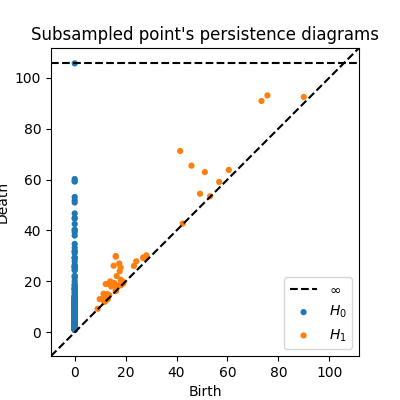 Subsampled point's persistence diagrams
Death
100
80
60
40
20
0
0 20 40 60 80 100
Birth
∞
H₀
H₁